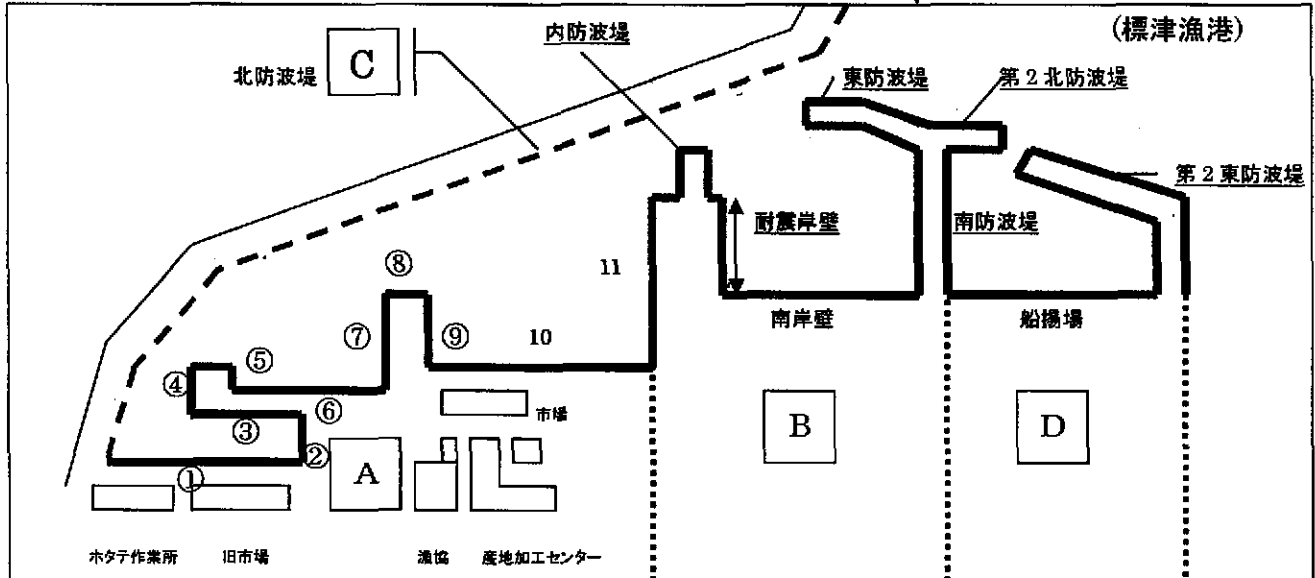 (標津漁港)
内防波堤
C
北防波堤
東防波堤
第2北防波堤
第2東防波堤
耐震岸壁
南防波堤
⑧
11
南岸壁
船揚場
⑦
⑨
10
⑤
④
⑥
市場
③
B
D
②
A
①
ホタテ作業所
旧市場
漁協
産地加工センター